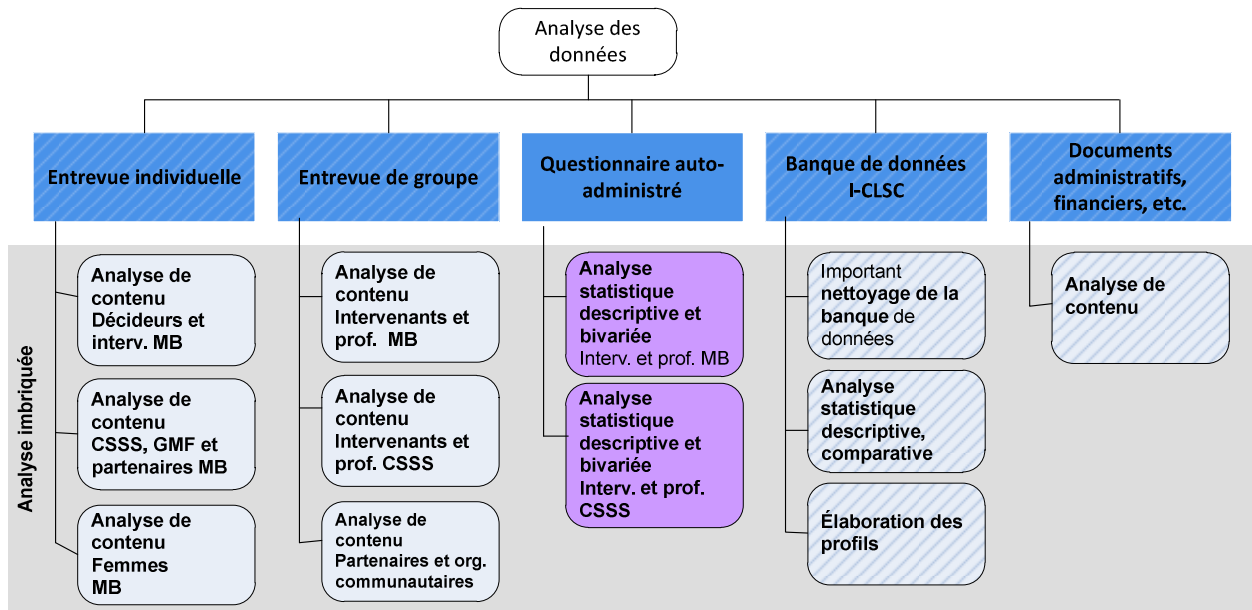 Analyse des
données
Entrevue individuelle
Entrevue de groupe
Questionnaire auto-
administré
Banque de données
I-CLSC
Documents
administratifs,
financiers, etc.
Analyse imbriquée
Analyse de
contenu
Décideurs et
interv. MB
Analyse de
contenu
CSSS, GMF et
partenaires MB
Analyse de
contenu
Femmes
MB
Analyse de
contenu
Intervenants et
prof. MB
Analyse de
contenu
Intervenants et
prof. CSSS
Analyse de
contenu
Partenaires et org.
communautaires
Analyse
statistique
descriptive et
bivariée
Interv. et prof. MB
Analyse
statistique
descriptive et
bivariée
Interv. et prof.
CSSS
Important
nettoyage de la
banque de
données
Analyse
statistique
descriptive,
comparative
Élaboration des
profils
Analyse de
contenu